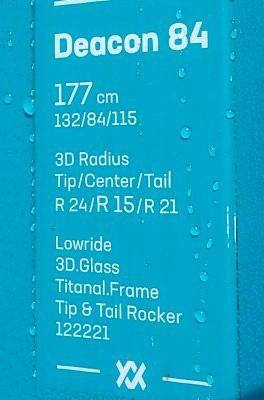 Deacon 84
177 cm
132/84/115
3D Radius
Tip/Center/Tail
R 24/R 15/R 21
Lowride
3D.Glass
Titanal.Frame
Tip & Tail Rocker
122221